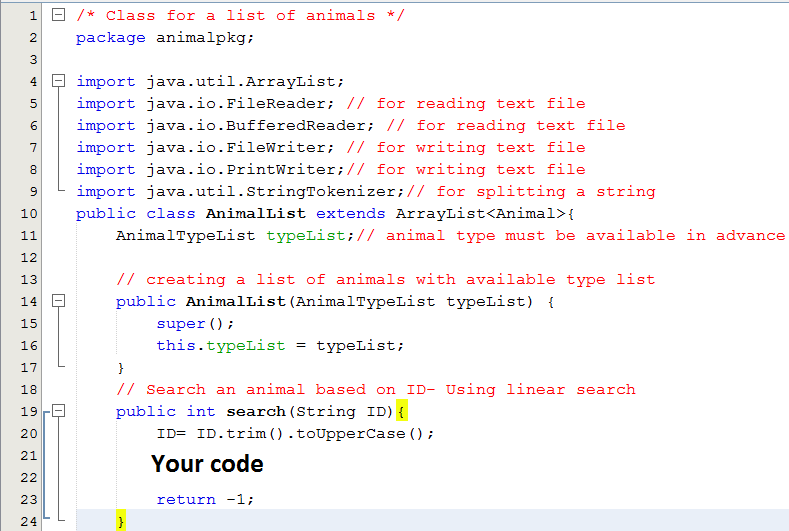 1 /* Class for a list of animals */
2 package animalpkg;
3
4 import java.util.ArrayList;
5 import java.io.FileReader; // for reading text file
6 import java.io.BufferedReader; // for reading text file
7 import java.io.FileWriter; // for writing text file
8 import java.io.PrintWriter;// for writing text file
9 import java.util.StringTokenizer;// for splitting a string
10 public class AnimalList extends ArrayList<Animal>{
11 AnimalTypeList typeList;// animal type must be available in advance
12
13 // creating a list of animals with available type list
14 public AnimalList(AnimalTypeList typeList) {
15 super();
16 this.typeList = typeList;
17 }
18 // Search an animal based on ID- Using linear search
19 public int search(String ID){
20 ID= ID.trim().toUpperCase();
21
Your code
22
23 return -1;
24 }